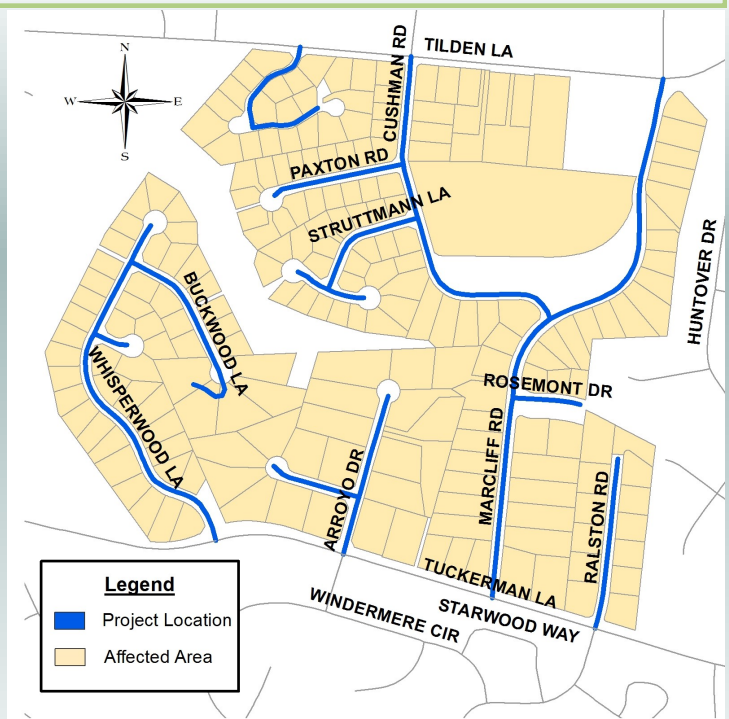 TILDEN LA
CUSHMAN RD
N
W
E
S
PAXTON RD
STRUTTMANN LA
HUNTOVER DR
BUCKWOOD LA
WHISPERWOOD LA
ROSEMONT DR
MARCLIFF RD
ARROYO DR
RALSTON RD
TUCKERMAN LA
STARWOOD WAY
WINDERMERE CIR
Legend
Project Location
Affected Area